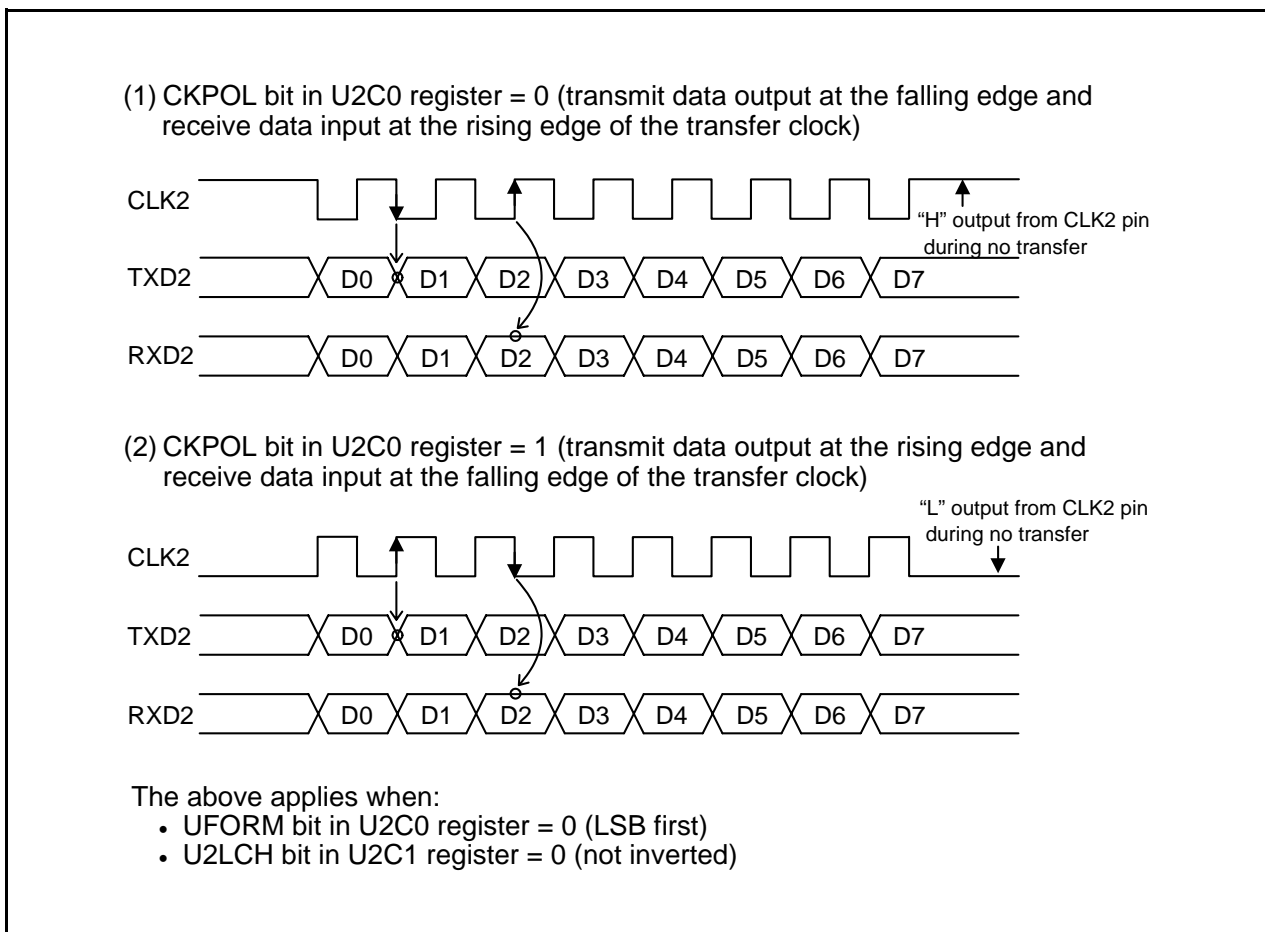 (1) CKPOL bit in U2C0 register = 0 (transmit data output at the falling edge and
receive data input at the rising edge of the transfer clock)
CLK2
“H” output from CLK2 pin
during no transfer
TXD2 D0 D1 D2 D3 D4 D5 D6 D7
RXD2 D0 D1 D2 D3 D4 D5 D6 D7
(2) CKPOL bit in U2C0 register = 1 (transmit data output at the rising edge and
receive data input at the falling edge of the transfer clock)
“L” output from CLK2 pin
during no transfer
CLK2
TXD2 D0 D1 D2 D3 D4 D5 D6 D7
RXD2 D0 D1 D2 D3 D4 D5 D6 D7
The above applies when:
• UFORM bit in U2C0 register = 0 (LSB first)
• U2LCH bit in U2C1 register = 0 (not inverted)